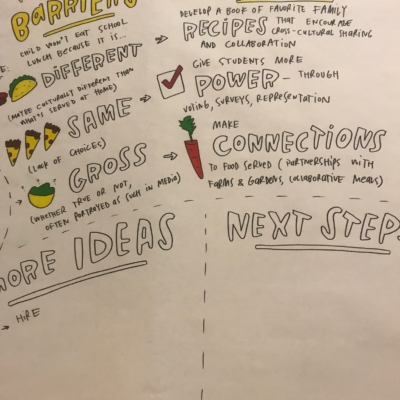 BARRIERS
CHILD WON'T EAT SCHOOL
LUNCH BECAUSE IT IS...
DIFFERENT
(MAYBE CULTURALLY DIFFERENT THAN
WHAT'S SERVED AT HOME)
SAME
(LACK OF CHOICES)
GROSS
(WHETHER TRUE OR NOT,
OFTEN PORTRAYED AS SUCH IN MEDIA)
DEVELOP A BOOK OF FAVORITE FAMILY
RECIPES THAT ENCOURAGE
CROSS-CULTURAL SHARING
AND COLLABORATION
GIVE STUDENTS MORE
POWER - THROUGH
VOTING, SURVEYS, REPRESENTATION
MAKE
CONNECTIONS
TO FOOD SERVED (PARTNERSHIPS WITH
FARMS & GARDENS, COLLABORATIVE MEALS)
MORE IDEAS
HIRE
NEXT STEPS